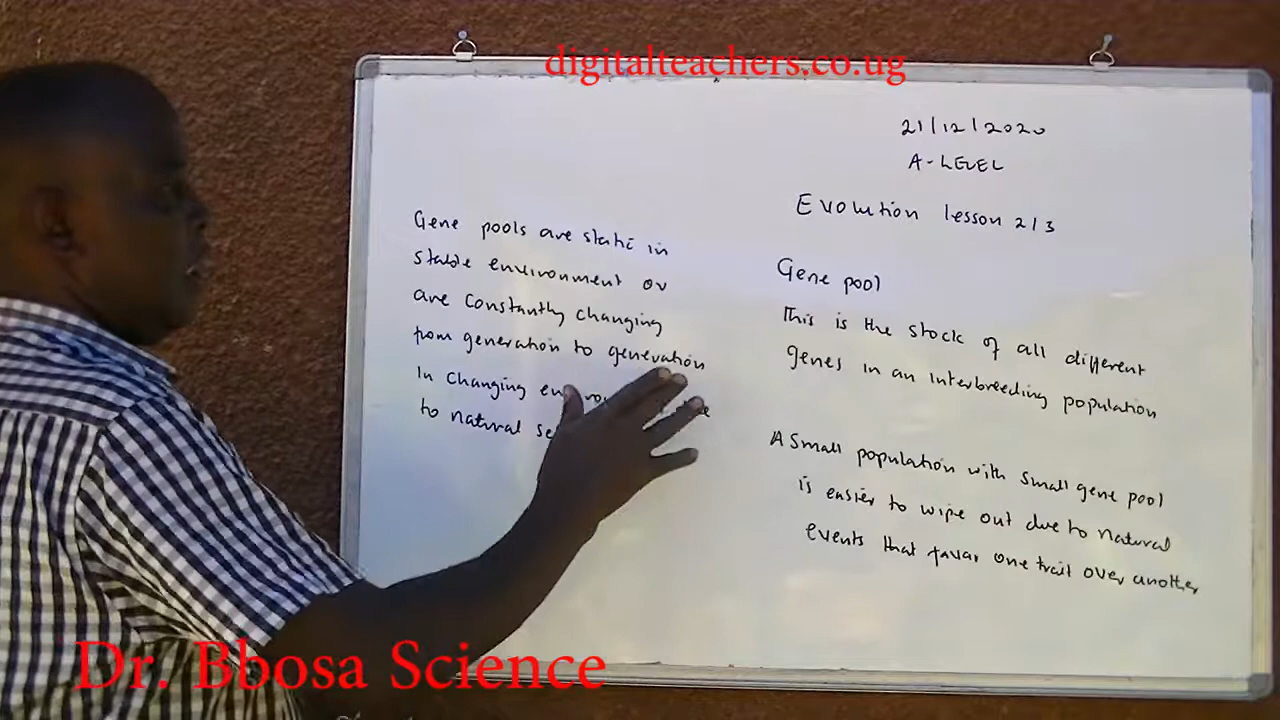 digitalteachers.co.ug
21/12/2020
A-LEVEL
Evolution lesson 2/3
Gene pool
This is the stock of all different
genes in an interbreeding population
A Small population with small gene pool
is easier to wipe out due to natural
events that favar one trait over another
Gene pools are static in
stable environment or
are constantly changing
from generation to generation
in changing
to natural
Dr. Bbosa Science